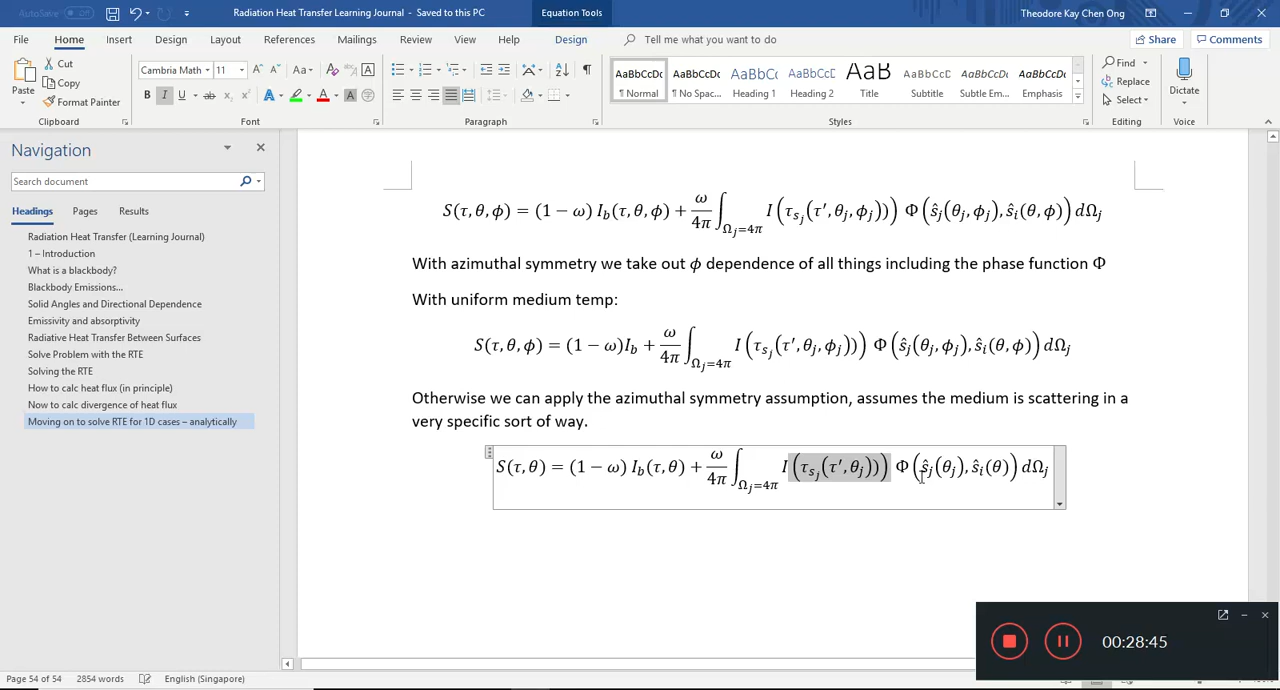 AutoSave Off Radiation Heat Transfer Learning Journal - Saved to this PC Equation Tools Theodore Kay Chen Ong
File Home Insert Design Layout References Mailings Review View Help Design Tell me what you want to do Share Comments
Paste Cut Copy Format Painter
Cambria Math 11
AaBbCcDc AaBbCcDc AaBbCc AaBbCcD AaB AaBbCcD AaBbCcDc AaBbCcDc
¶ Normal ¶ No Spac... Heading 1 Heading 2 Title Subtitle Subtle Em... Emphasis
Find Replace Select Dictate
Clipboard Font Paragraph Styles Editing Voice
Navigation
Search document
Headings Pages Results
Radiation Heat Transfer (Learning Journal)
1 – Introduction
What is a blackbody?
Blackbody Emissions...
Solid Angles and Directional Dependence
Emissivity and absorptivity
Radiative Heat Transfer Between Surfaces
Solve Problem with the RTE
Solving the RTE
How to calc heat flux (in principle)
Now to calc divergence of heat flux
Moving on to solve RTE for 1D cases – analytically
S(τ, θ, ϕ) = (1 − ω) I_b(τ, θ, ϕ) + ω/4π ∫_{Ω_j=4π} I(τ_{s_j}(τ′, θ_j, ϕ_j))) Φ(ŝ_j(θ_j, ϕ_j), ŝ_i(θ, ϕ)) dΩ_j
With azimuthal symmetry we take out ϕ dependence of all things including the phase function Φ
With uniform medium temp:
S(τ, θ, ϕ) = (1 − ω)I_b + ω/4π ∫_{Ω_j=4π} I(τ_{s_j}(τ′, θ_j, ϕ_j))) Φ(ŝ_j(θ_j, ϕ_j), ŝ_i(θ, ϕ)) dΩ_j
Otherwise we can apply the azimuthal symmetry assumption, assumes the medium is scattering in a
very specific sort of way.
S(τ, θ) = (1 − ω) I_b(τ, θ) + ω/4π ∫_{Ω_j=4π} I(τ_{s_j}(τ′, θ_j))) Φ(ŝ_j(θ_j), ŝ_i(θ)) dΩ_j
00:28:45
Page 54 of 54 2854 words English (Singapore)